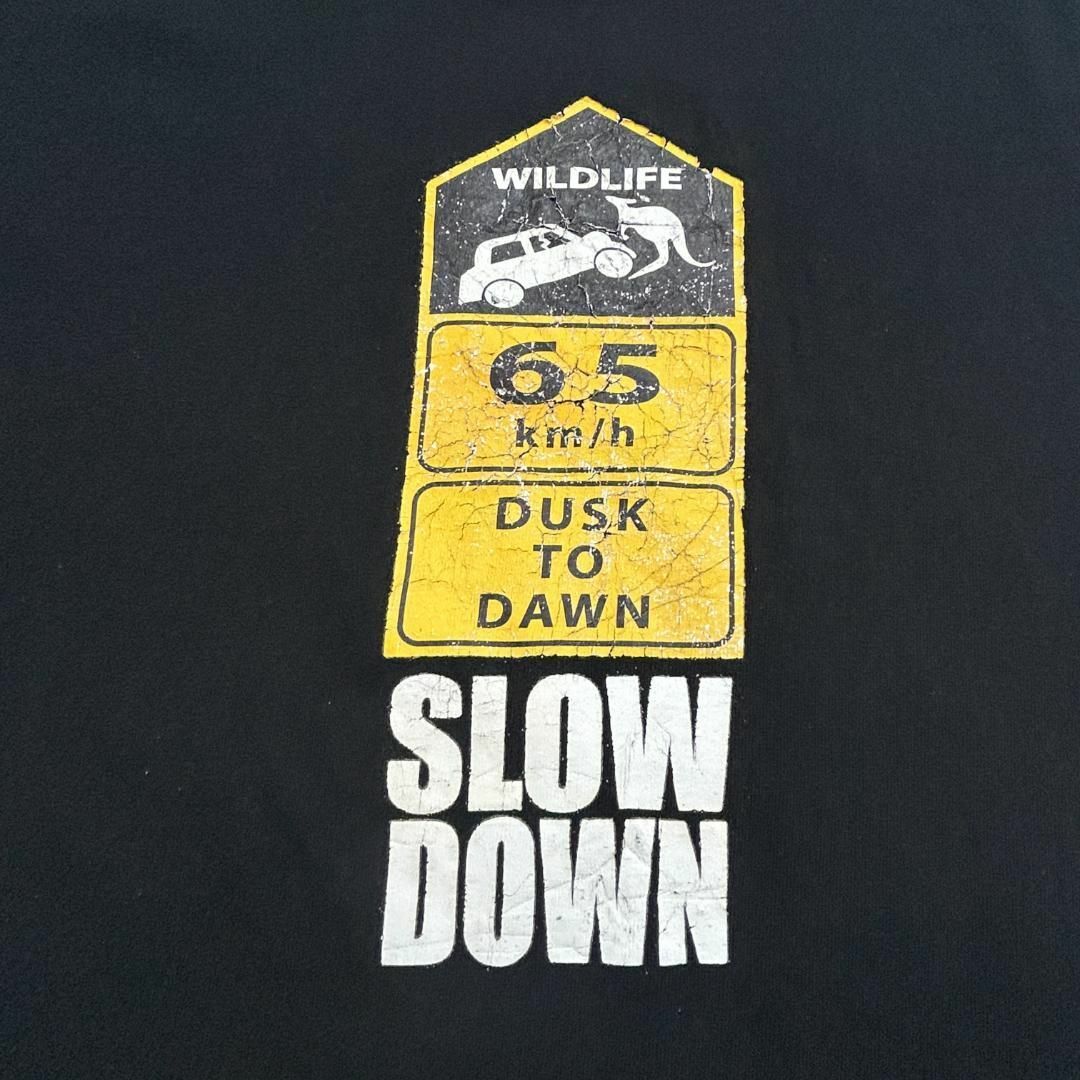 WILDLIFE
65
km/h
DUSK
TO
DAWN
SLOW
DOWN